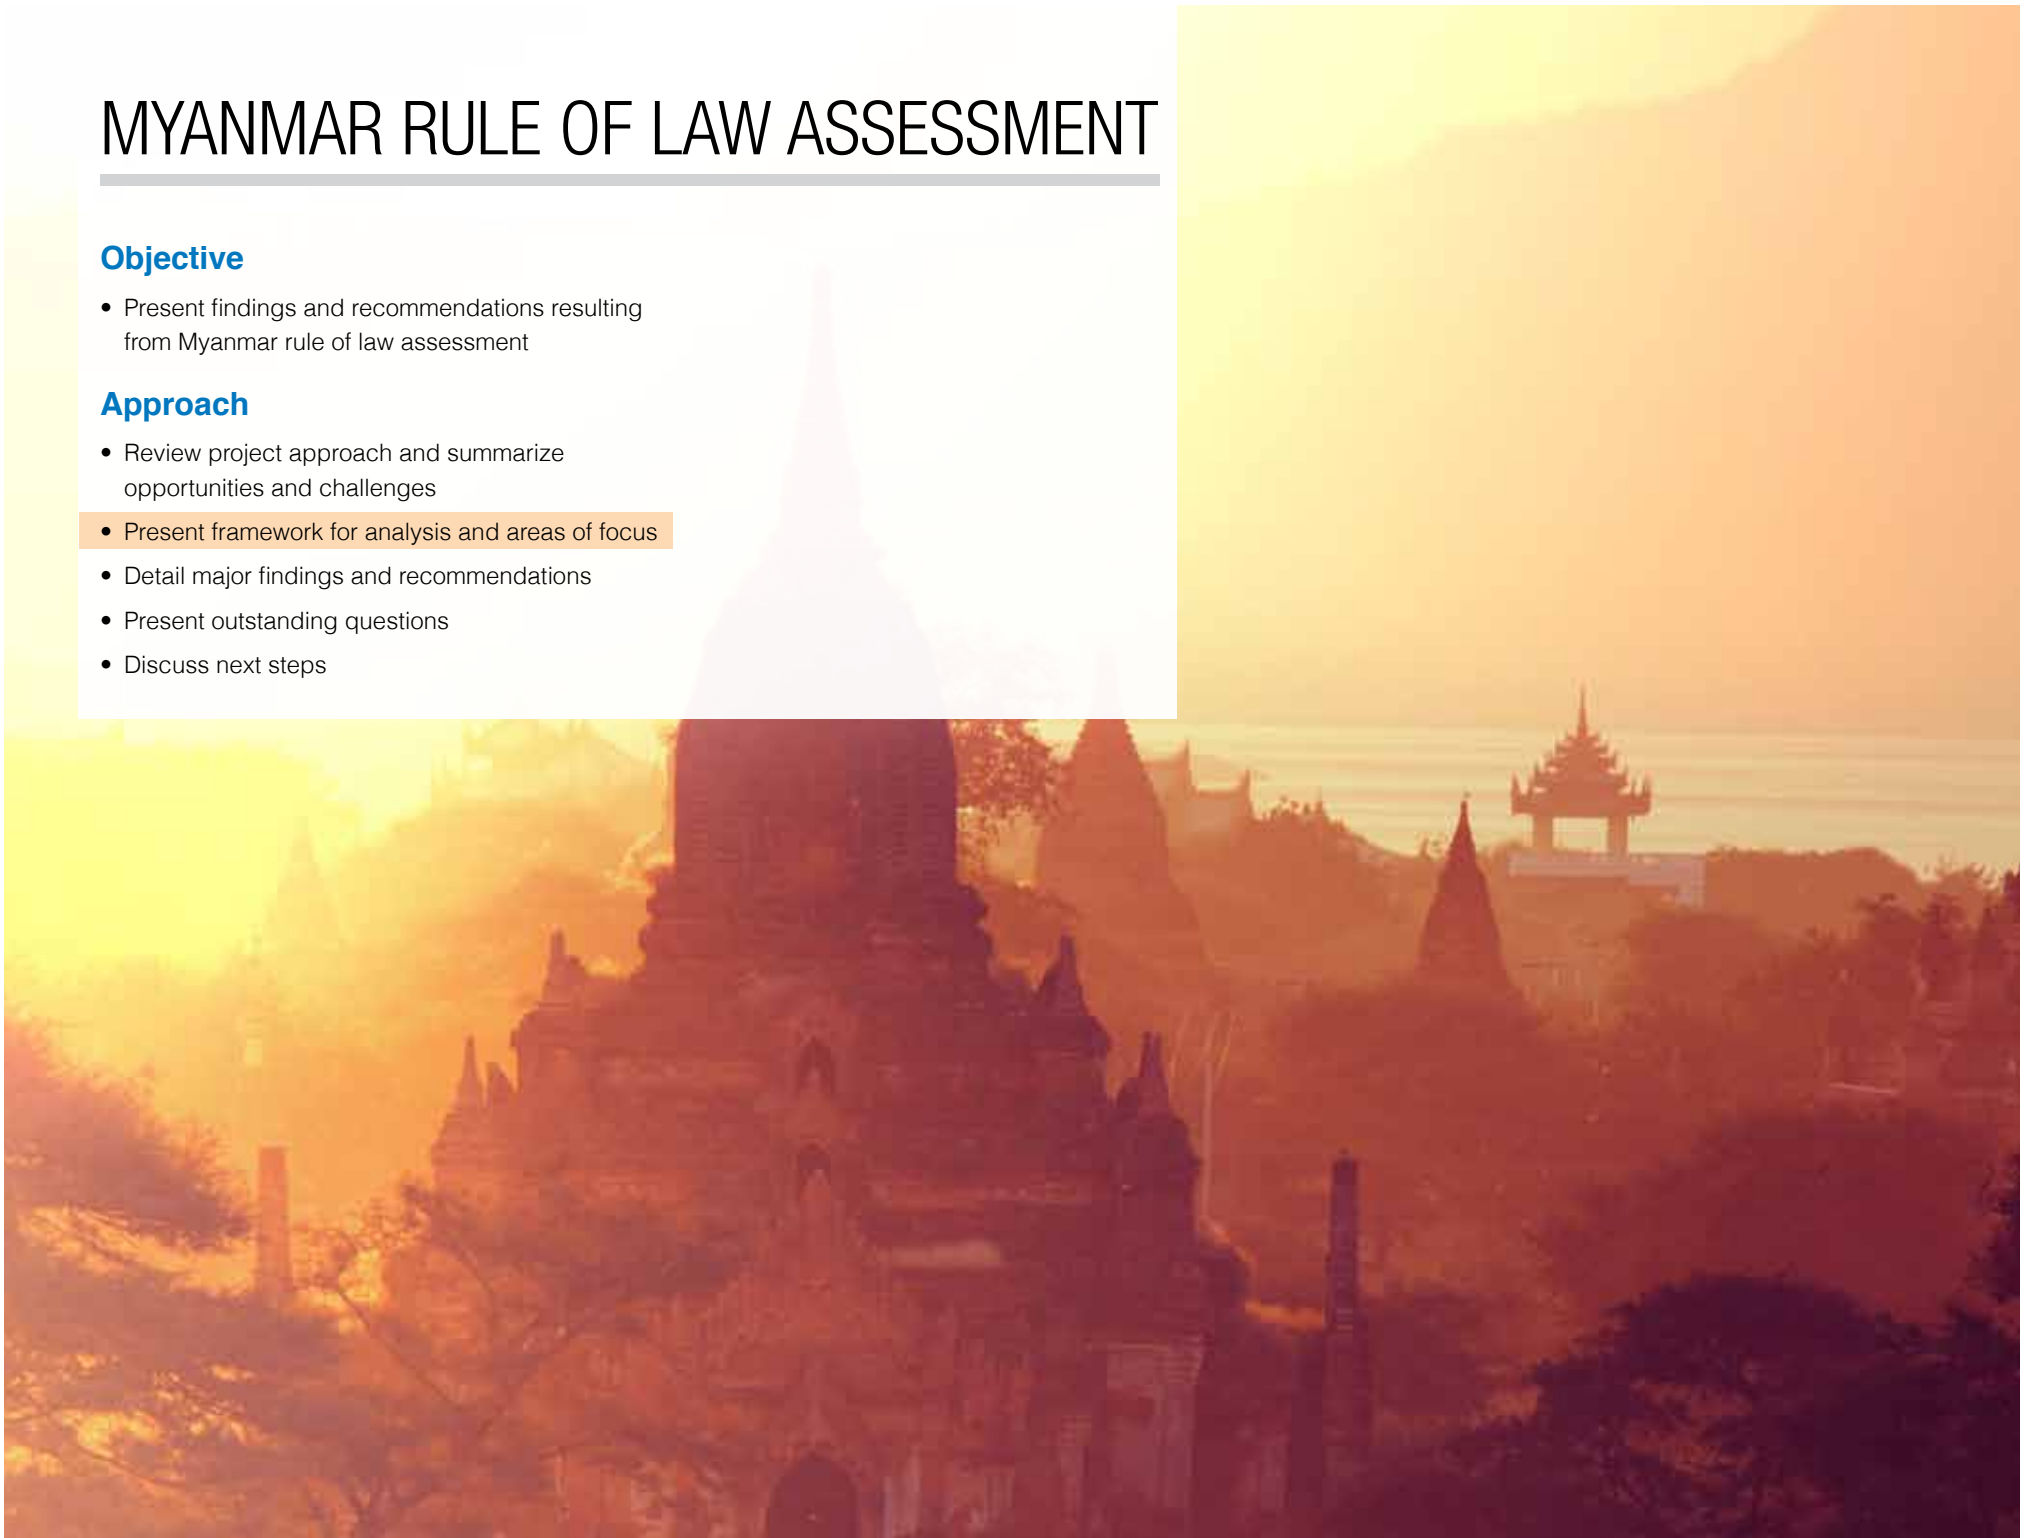 MYANMAR RULE OF LAW ASSESSMENT
Objective
• Present findings and recommendations resulting
from Myanmar rule of law assessment
Approach
• Review project approach and summarize
opportunities and challenges
• Present framework for analysis and areas of focus
• Detail major findings and recommendations
• Present outstanding questions
• Discuss next steps